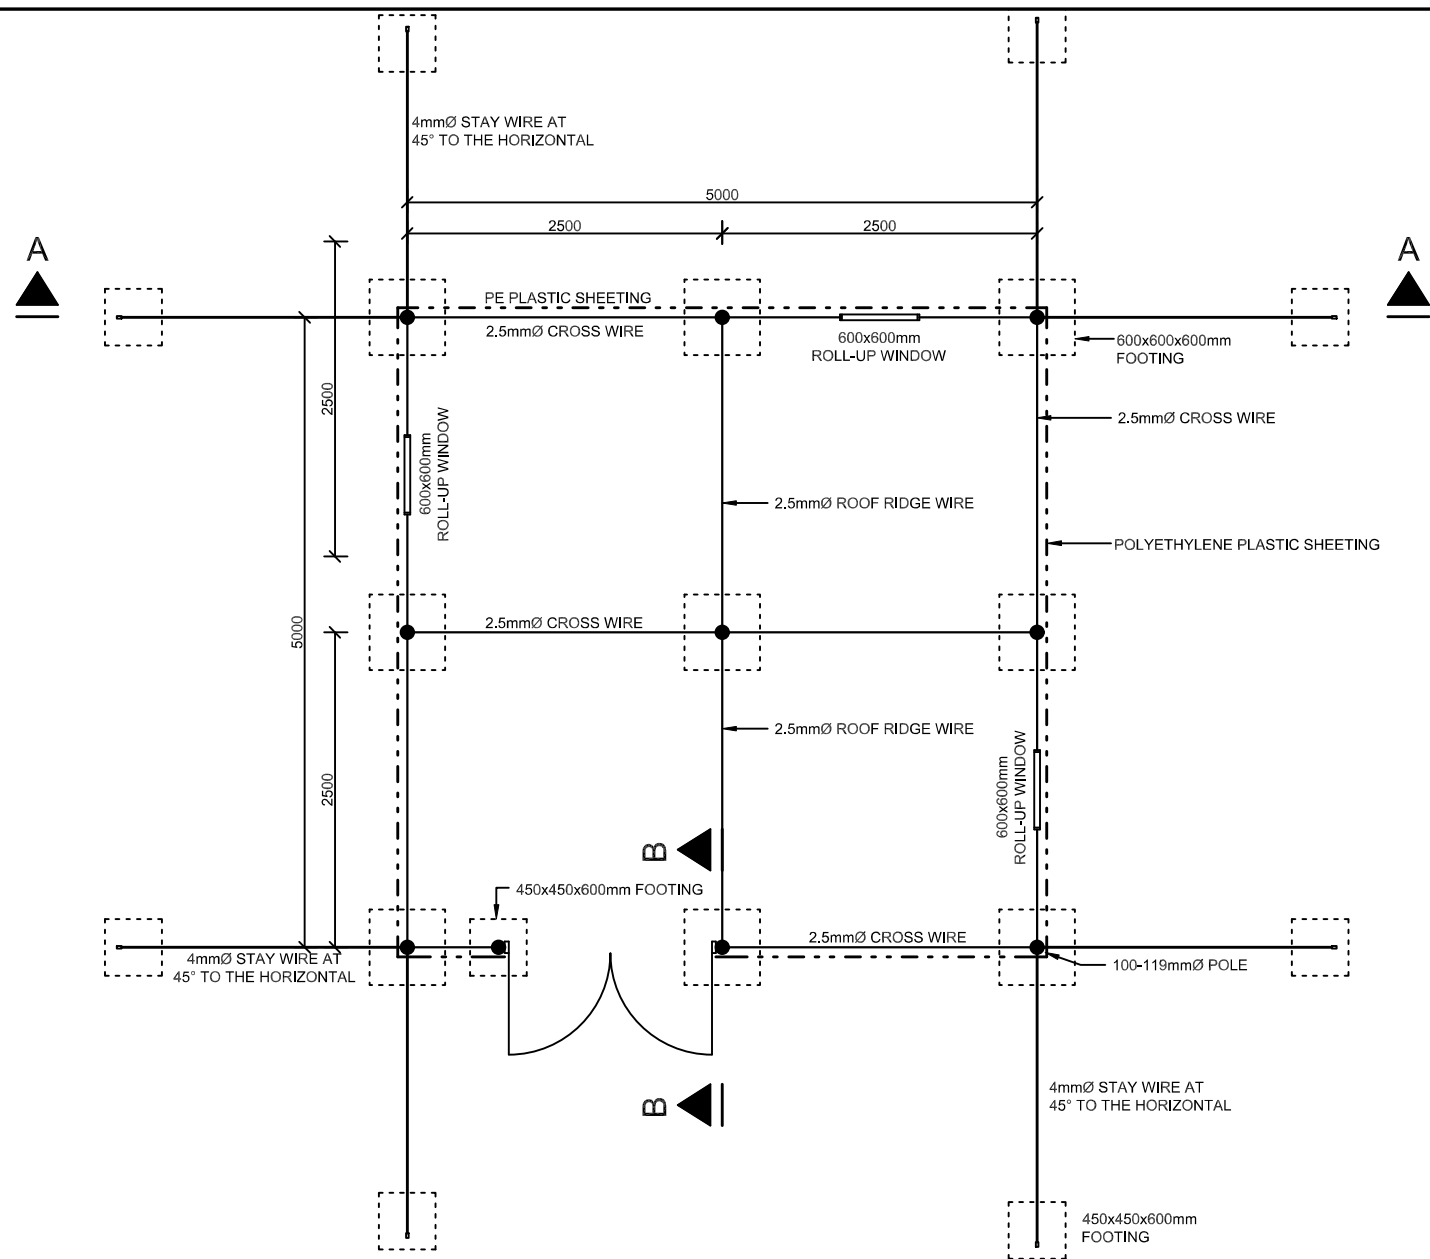 4mmØ STAY WIRE AT
45° TO THE HORIZONTAL
5000
2500
2500
A
A
PE PLASTIC SHEETING
2.5mmØ CROSS WIRE
600x600mm
ROLL-UP WINDOW
600x600x600mm
FOOTING
2500
2.5mmØ CROSS WIRE
600x600mm
ROLL-UP WINDOW
2.5mmØ ROOF RIDGE WIRE
POLYETHYLENE PLASTIC SHEETING
5000
2.5mmØ CROSS WIRE
2.5mmØ ROOF RIDGE WIRE
2500
600x600mm
ROLL-UP WINDOW
B
450x450x600mm FOOTING
2.5mmØ CROSS WIRE
4mmØ STAY WIRE AT
45° TO THE HORIZONTAL
100-119mmØ POLE
4mmØ STAY WIRE AT
45° TO THE HORIZONTAL
B
450x450x600mm
FOOTING